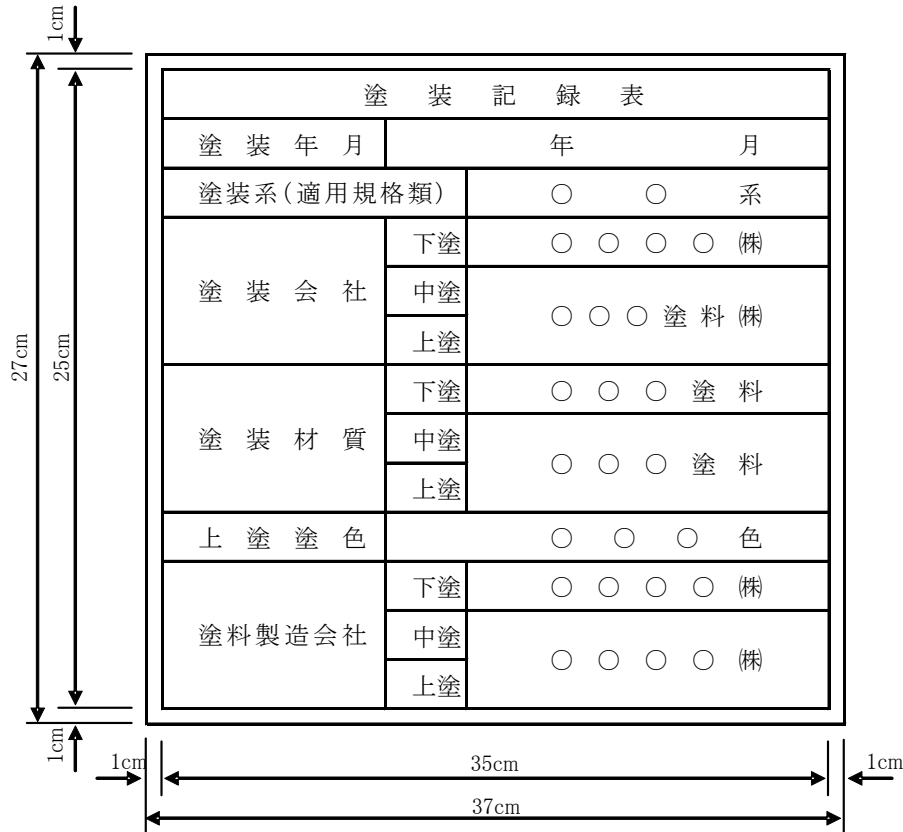 1cm
塗装記録表
塗装年月 年 月
塗装系(適用規格類) ○○系
塗装会社 下塗 ○○○○㈱
中塗
○○○塗料㈱
上塗
塗装材質 下塗 ○○○塗料
中塗
○○○塗料
上塗
上塗塗色 ○○○色
塗料製造会社 下塗 ○○○○㈱
中塗
○○○○㈱
上塗
27cm
25cm
1cm
1cm
35cm
1cm
37cm